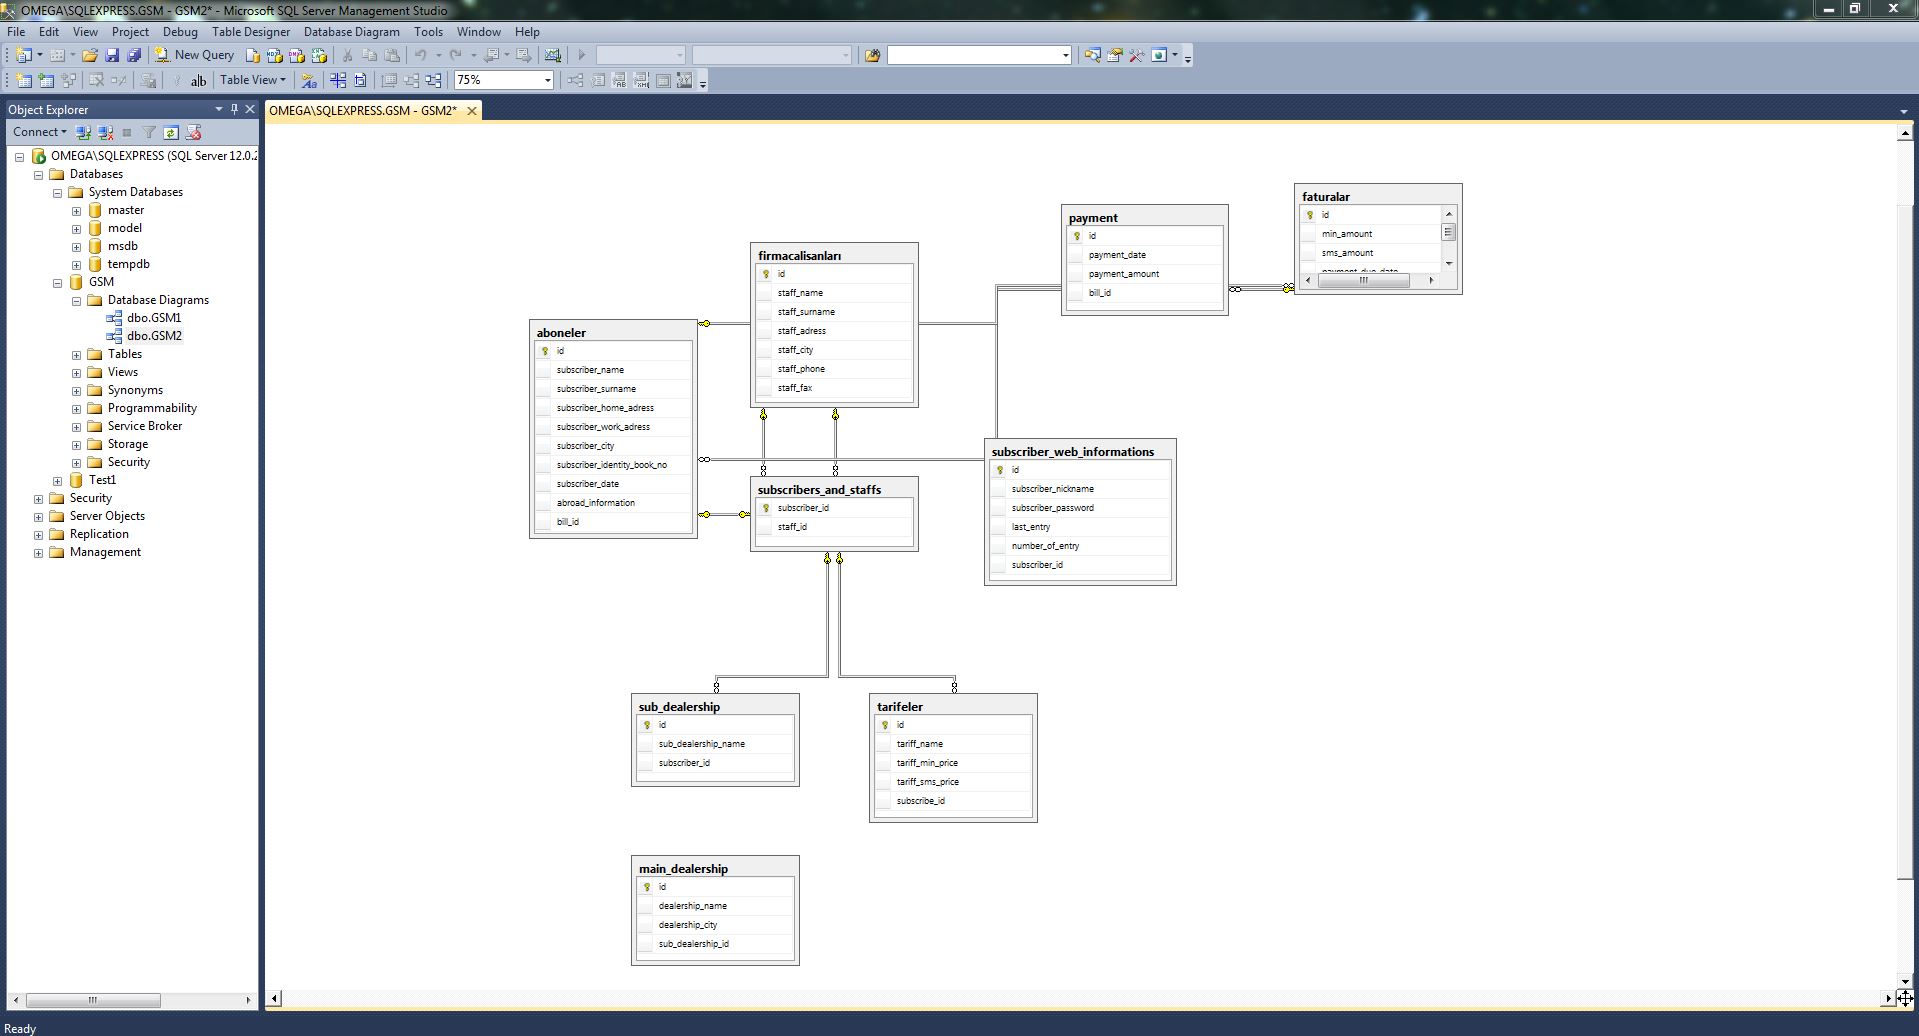 OMEGA\SQLEXPRESS.GSM - GSM2* - Microsoft SQL Server Management Studio
File Edit View Project Debug Table Designer Database Diagram Tools Window Help
New Query
Table View 75%
Object Explorer
Connect
OMEGA\SQLEXPRESS (SQL Server 12.0.2
Databases
System Databases
master
model
msdb
tempdb
GSM
Database Diagrams
dbo.GSM1
dbo.GSM2
Tables
Views
Synonyms
Programmability
Service Broker
Storage
Security
Test1
Security
Server Objects
Replication
Management
OMEGA\SQLEXPRESS.GSM - GSM2*
aboneler
id
subscriber_name
subscriber_surname
subscriber_home_adress
subscriber_work_adress
subscriber_city
subscriber_identity_book_no
subscriber_date
abroad_information
bill_id
firmacalisanları
id
staff_name
staff_surname
staff_adress
staff_city
staff_phone
staff_fax
payment
id
payment_date
payment_amount
bill_id
faturalar
id
min_amount
sms_amount
payment_due_date
subscribers_and_staffs
subscriber_id
staff_id
subscriber_web_informations
id
subscriber_nickname
subscriber_password
last_entry
number_of_entry
subscriber_id
sub_dealership
id
sub_dealership_name
subscriber_id
tarifeler
id
tariff_name
tariff_min_price
tariff_sms_price
subscribe_id
main_dealership
id
dealership_name
dealership_city
sub_dealership_id
Ready